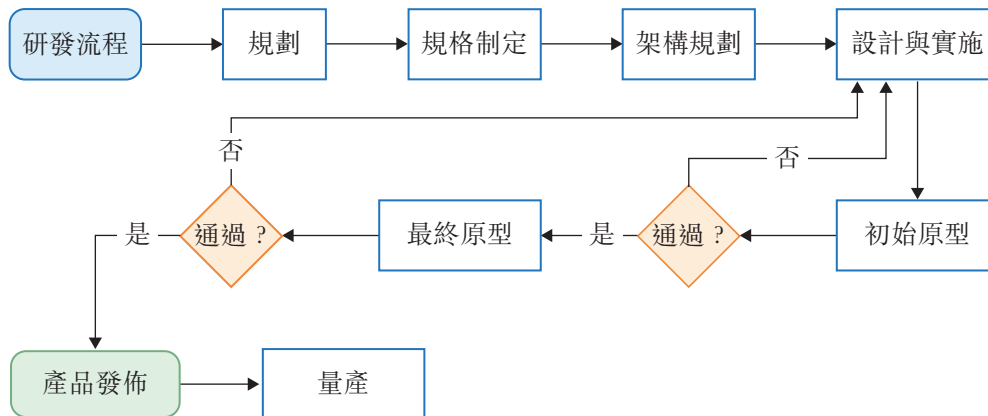 研發流程
規劃
規格制定
架構規劃
設計與實施
否
否
是
通過?
最終原型
是
通過?
初始原型
產品發佈
量產